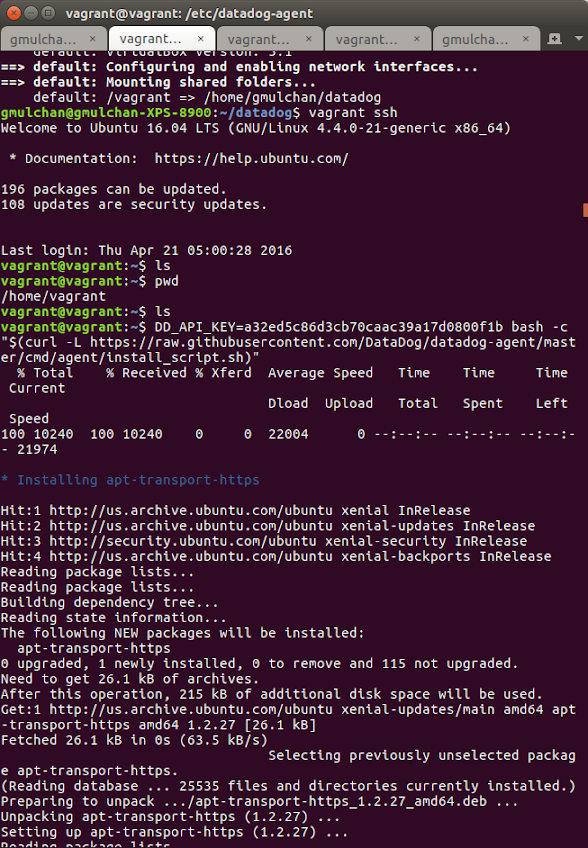 vagrant@vagrant: /etc/datadog-agent
gmulcha... × vagrant... × vagrant... × vagrant... × gmulcha... ×
default: VirtualBox Version: 5.1
==> default: Configuring and enabling network interfaces...
==> default: Mounting shared folders...
default: /vagrant => /home/gmulchan/datadog
gmulchan@gmulchan-XPS-8900:~/datadog$ vagrant ssh
Welcome to Ubuntu 16.04 LTS (GNU/Linux 4.4.0-21-generic x86_64)
* Documentation:  https://help.ubuntu.com/
196 packages can be updated.
108 updates are security updates.
Last login: Thu Apr 21 05:00:28 2016
vagrant@vagrant:~$ ls
vagrant@vagrant:~$ pwd
/home/vagrant
vagrant@vagrant:~$ ls
vagrant@vagrant:~$ DD_API_KEY=a32ed5c86d3cb70caac39a17d0800f1b bash -c
"$(curl -L https://raw.githubusercontent.com/DataDog/datadog-agent/mast
er/cmd/agent/install_script.sh)"
% Total    % Received % Xferd  Average Speed   Time    Time     Time
Current
Dload  Upload   Total   Spent    Left
Speed
100 10240  100 10240    0     0  22004      0 --:--:-- --:--:-- --:--:-
- 21974
* Installing apt-transport-https
Hit:1 http://us.archive.ubuntu.com/ubuntu xenial InRelease
Hit:2 http://us.archive.ubuntu.com/ubuntu xenial-updates InRelease
Hit:3 http://security.ubuntu.com/ubuntu xenial-security InRelease
Hit:4 http://us.archive.ubuntu.com/ubuntu xenial-backports InRelease
Reading package lists...
Reading package lists...
Building dependency tree...
Reading state information...
The following NEW packages will be installed:
apt-transport-https
0 upgraded, 1 newly installed, 0 to remove and 115 not upgraded.
Need to get 26.1 kB of archives.
After this operation, 215 kB of additional disk space will be used.
Get:1 http://us.archive.ubuntu.com/ubuntu xenial-updates/main amd64 apt
-transport-https amd64 1.2.27 [26.1 kB]
Fetched 26.1 kB in 0s (63.5 kB/s)
Selecting previously unselected packag
e apt-transport-https.
(Reading database ... 25535 files and directories currently installed.)
Preparing to unpack .../apt-transport-https_1.2.27_amd64.deb ...
Unpacking apt-transport-https (1.2.27) ...
Setting up apt-transport-https (1.2.27) ...
Reading package lists